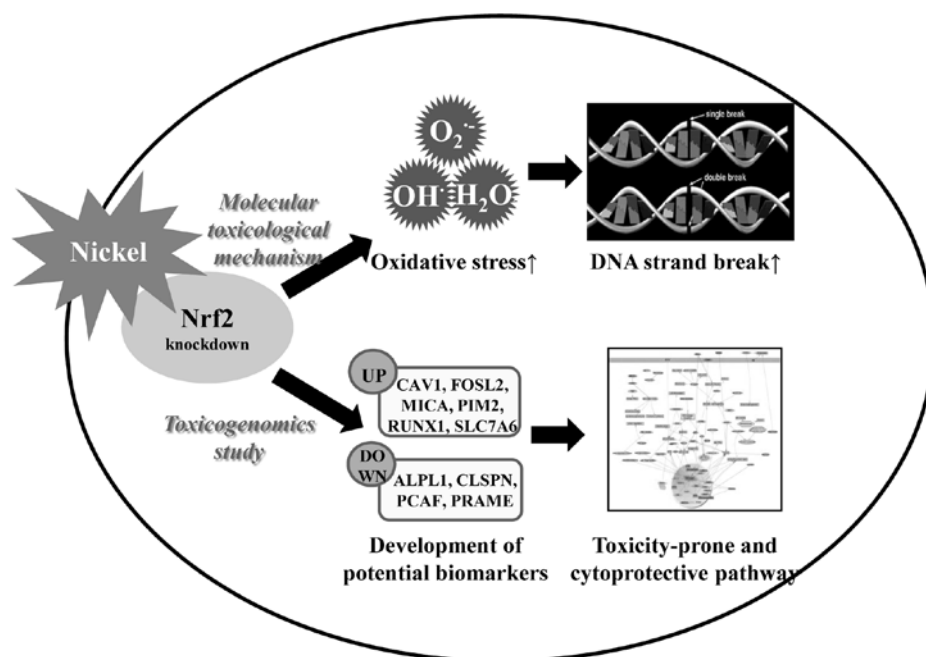 Nickel
Nrf2
knockdown
Molecular
toxicological
mechanism
O2·-
OH· H2O
Oxidative stress↑
single break
double break
DNA strand break↑
Toxicogenomics
study
UP
CAV1, FOSL2,
MICA, PIM2,
RUNX1, SLC7A6
DO
WN
ALPL1, CLSPN,
PCAF, PRAME
Development of
potential biomarkers
Toxicity-prone and
cytoprotective pathway